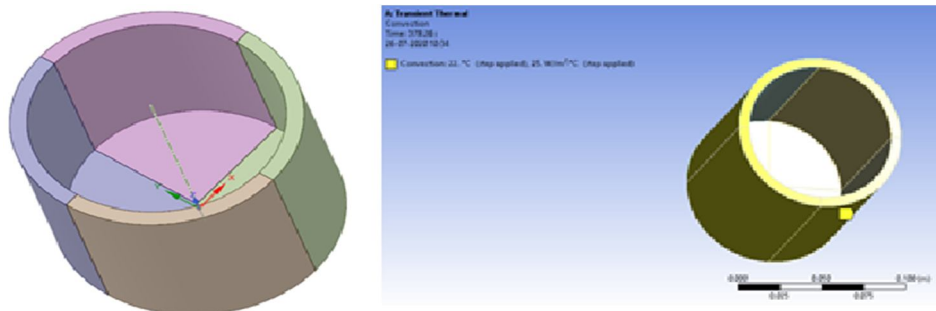 A: Transient Thermal
Convection
Convection: 22. °C (step applied), 25. W/m²·°C (step applied)
X
0.000
0.050
0.100 (m)
0.025
0.075